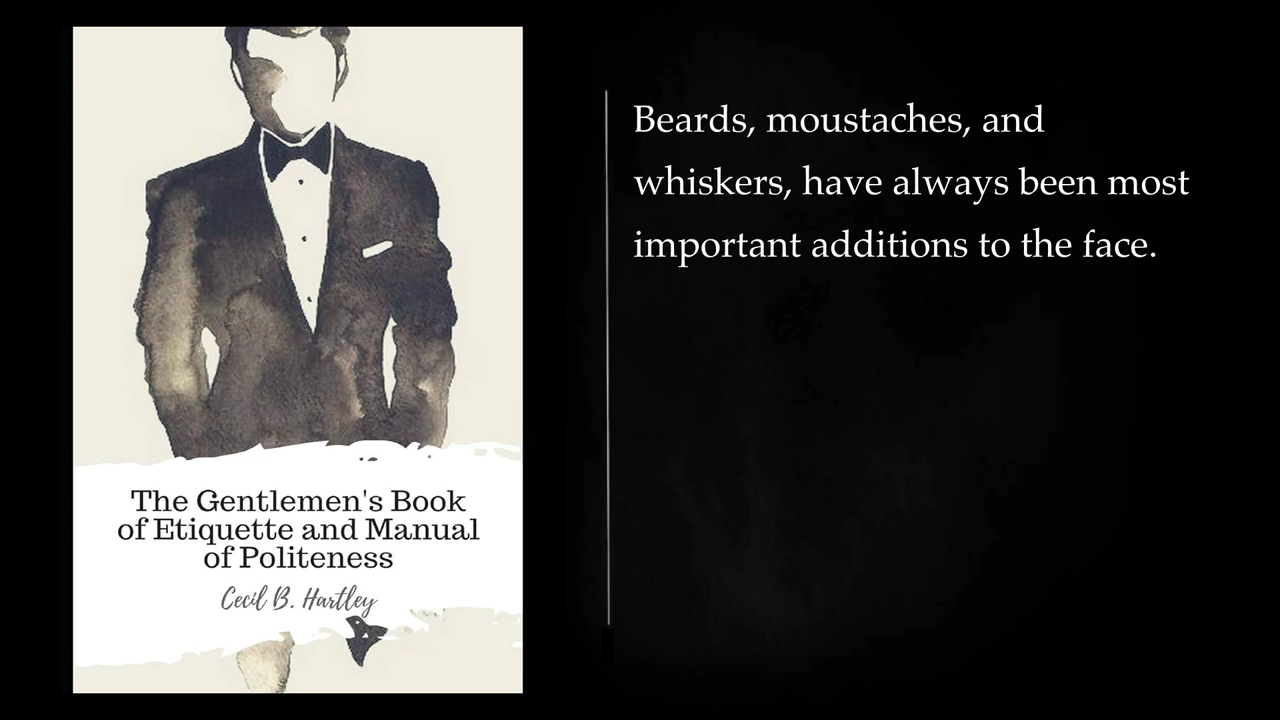 The Gentlemen's Book
of Etiquette and Manual
of Politeness
Cecil B. Hartley
Beards, moustaches, and
whiskers, have always been most
important additions to the face.